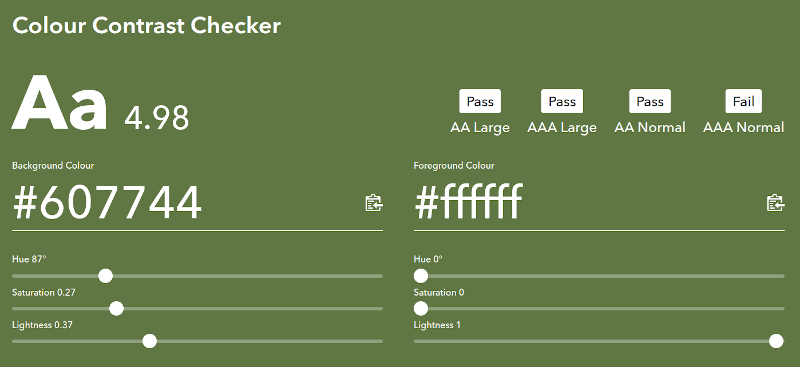 Colour Contrast Checker
Aa 4.98
Pass Pass Pass Fail
AA Large AAA Large AA Normal AAA Normal
Background Colour Foreground Colour
#607744 #ffffff
Hue 87° Hue 0°
Saturation 0.27 Saturation 0
Lightness 0.37 Lightness 1